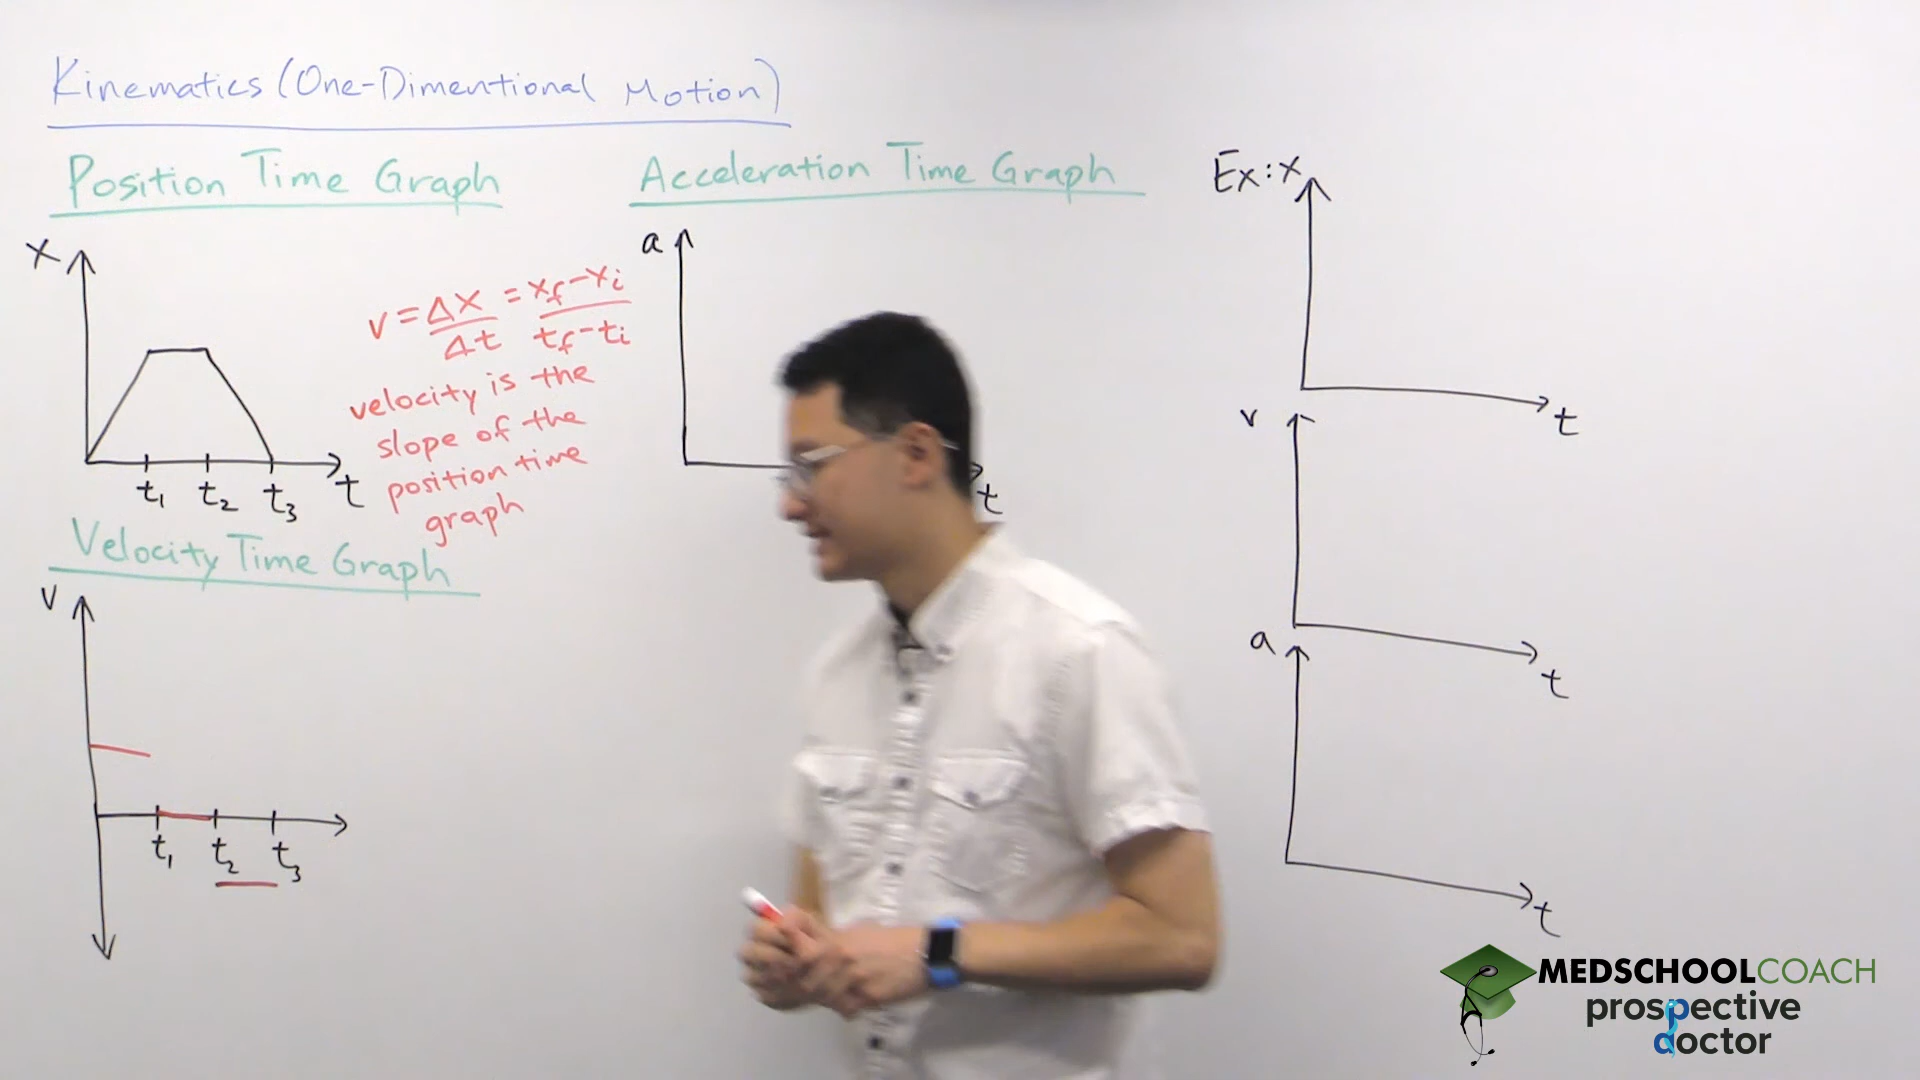 Kinematics (One-Dimentional Motion)
Position Time Graph
x
t₁ t₂ t₃ t
v = Δx/Δt = xf-xi/tf-ti
velocity is the
slope of the
position time
graph
Velocity Time Graph
v
t₁ t₂ t₃
Acceleration Time Graph
a
t
Ex: x
t
v
t
a
t
MEDSCHOOLCOACH
prospective
doctor